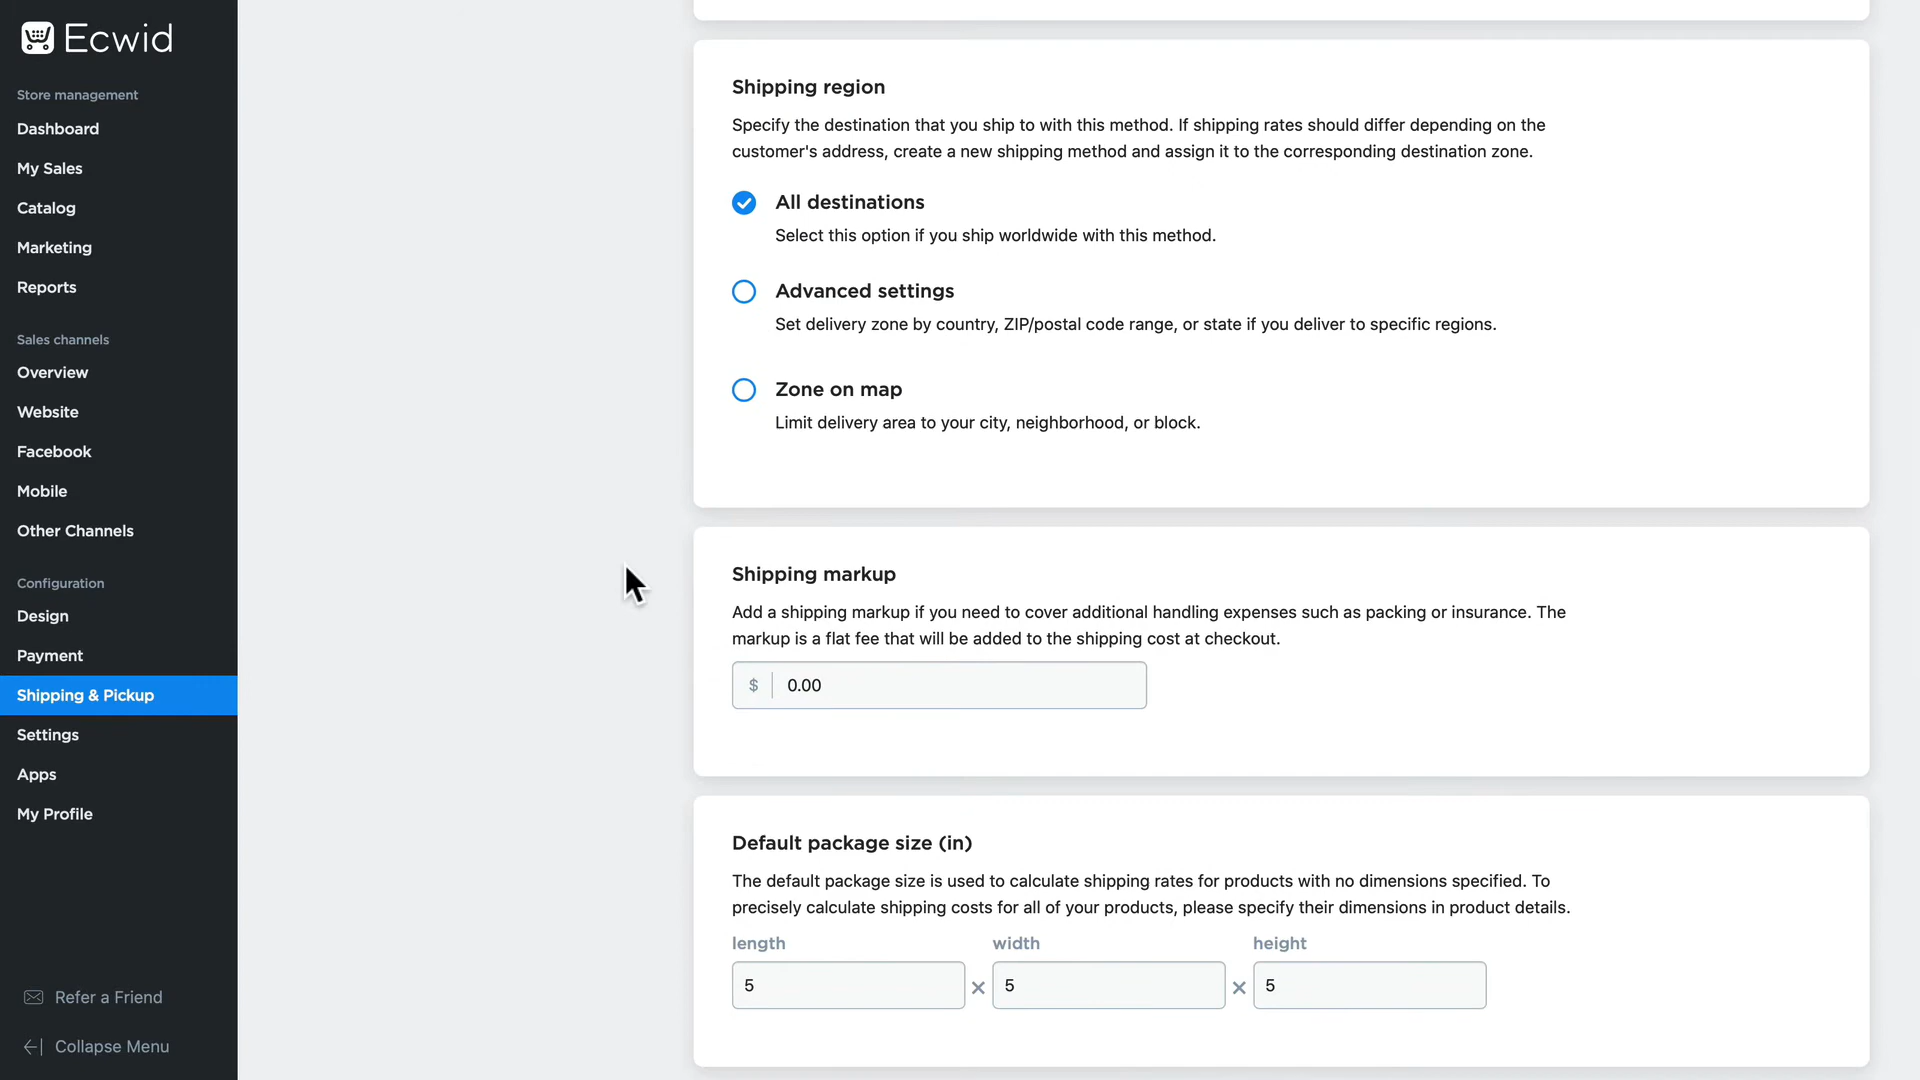 Ecwid
Store management
Dashboard
My Sales
Catalog
Marketing
Reports
Sales channels
Overview
Website
Facebook
Mobile
Other Channels
Configuration
Design
Payment
Shipping & Pickup
Settings
Apps
My Profile
Refer a Friend
Collapse Menu
Shipping region
Specify the destination that you ship to with this method. If shipping rates should differ depending on the
customer's address, create a new shipping method and assign it to the corresponding destination zone.
All destinations
Select this option if you ship worldwide with this method.
Advanced settings
Set delivery zone by country, ZIP/postal code range, or state if you deliver to specific regions.
Zone on map
Limit delivery area to your city, neighborhood, or block.
Shipping markup
Add a shipping markup if you need to cover additional handling expenses such as packing or insurance. The
markup is a flat fee that will be added to the shipping cost at checkout.
$ 0.00
Default package size (in)
The default package size is used to calculate shipping rates for products with no dimensions specified. To
precisely calculate shipping costs for all of your products, please specify their dimensions in product details.
length width height
5 × 5 × 5